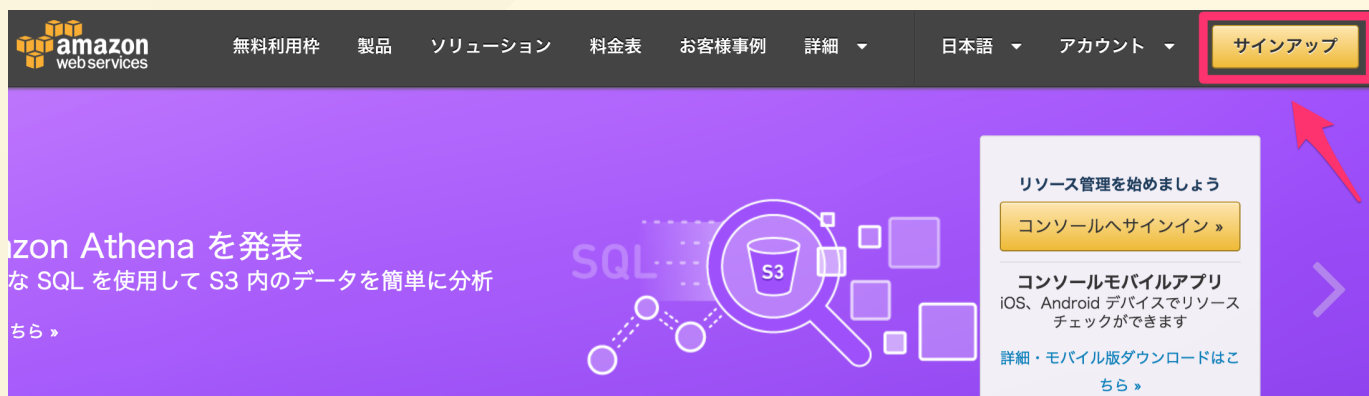 amazon
web services
無料利用枠 製品 ソリューション 料金表 お客様事例 詳細 日本語 アカウント サインアップ
zon Athena を発表
な SQL を使用して S3 内のデータを簡単に分析
ちら »
SQL
S3
リソース管理を始めましょう
コンソールへサインイン »
コンソールモバイルアプリ
iOS、Android デバイスでリソース
チェックができます
詳細・モバイル版ダウンロードはこ
ちら »